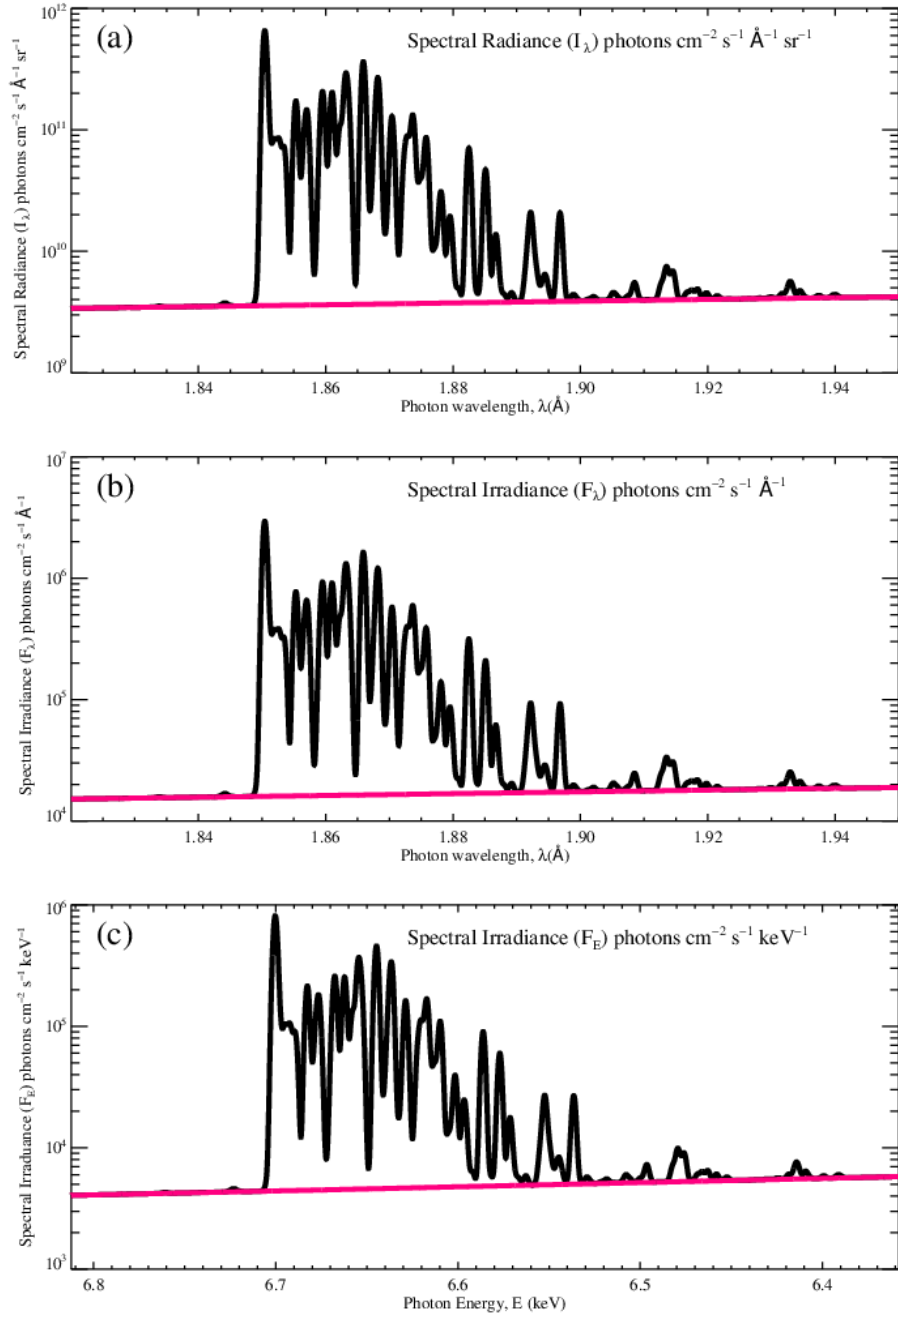 (a)
Spectral Radiance (I_λ) photons cm⁻² s⁻¹ Å⁻¹ sr⁻¹
Spectral Radiance (I_λ) photons cm⁻² s⁻¹ Å⁻¹ sr⁻¹
10¹²
10¹¹
10¹⁰
10⁹
1.84 1.86 1.88 1.90 1.92 1.94
Photon wavelength, λ(Å)
(b)
Spectral Irradiance (F_λ) photons cm⁻² s⁻¹ Å⁻¹
Spectral Irradiance (F_λ) photons cm⁻² s⁻¹ Å⁻¹
10⁷
10⁶
10⁵
10⁴
1.84 1.86 1.88 1.90 1.92 1.94
Photon wavelength, λ(Å)
(c)
Spectral Irradiance (F_E) photons cm⁻² s⁻¹ keV⁻¹
Spectral Irraduance (F_E) photons cm⁻² s⁻¹ keV⁻¹
10⁶
10⁵
10⁴
10³
6.8 6.7 6.6 6.5 6.4
Photon Energy, E (keV)